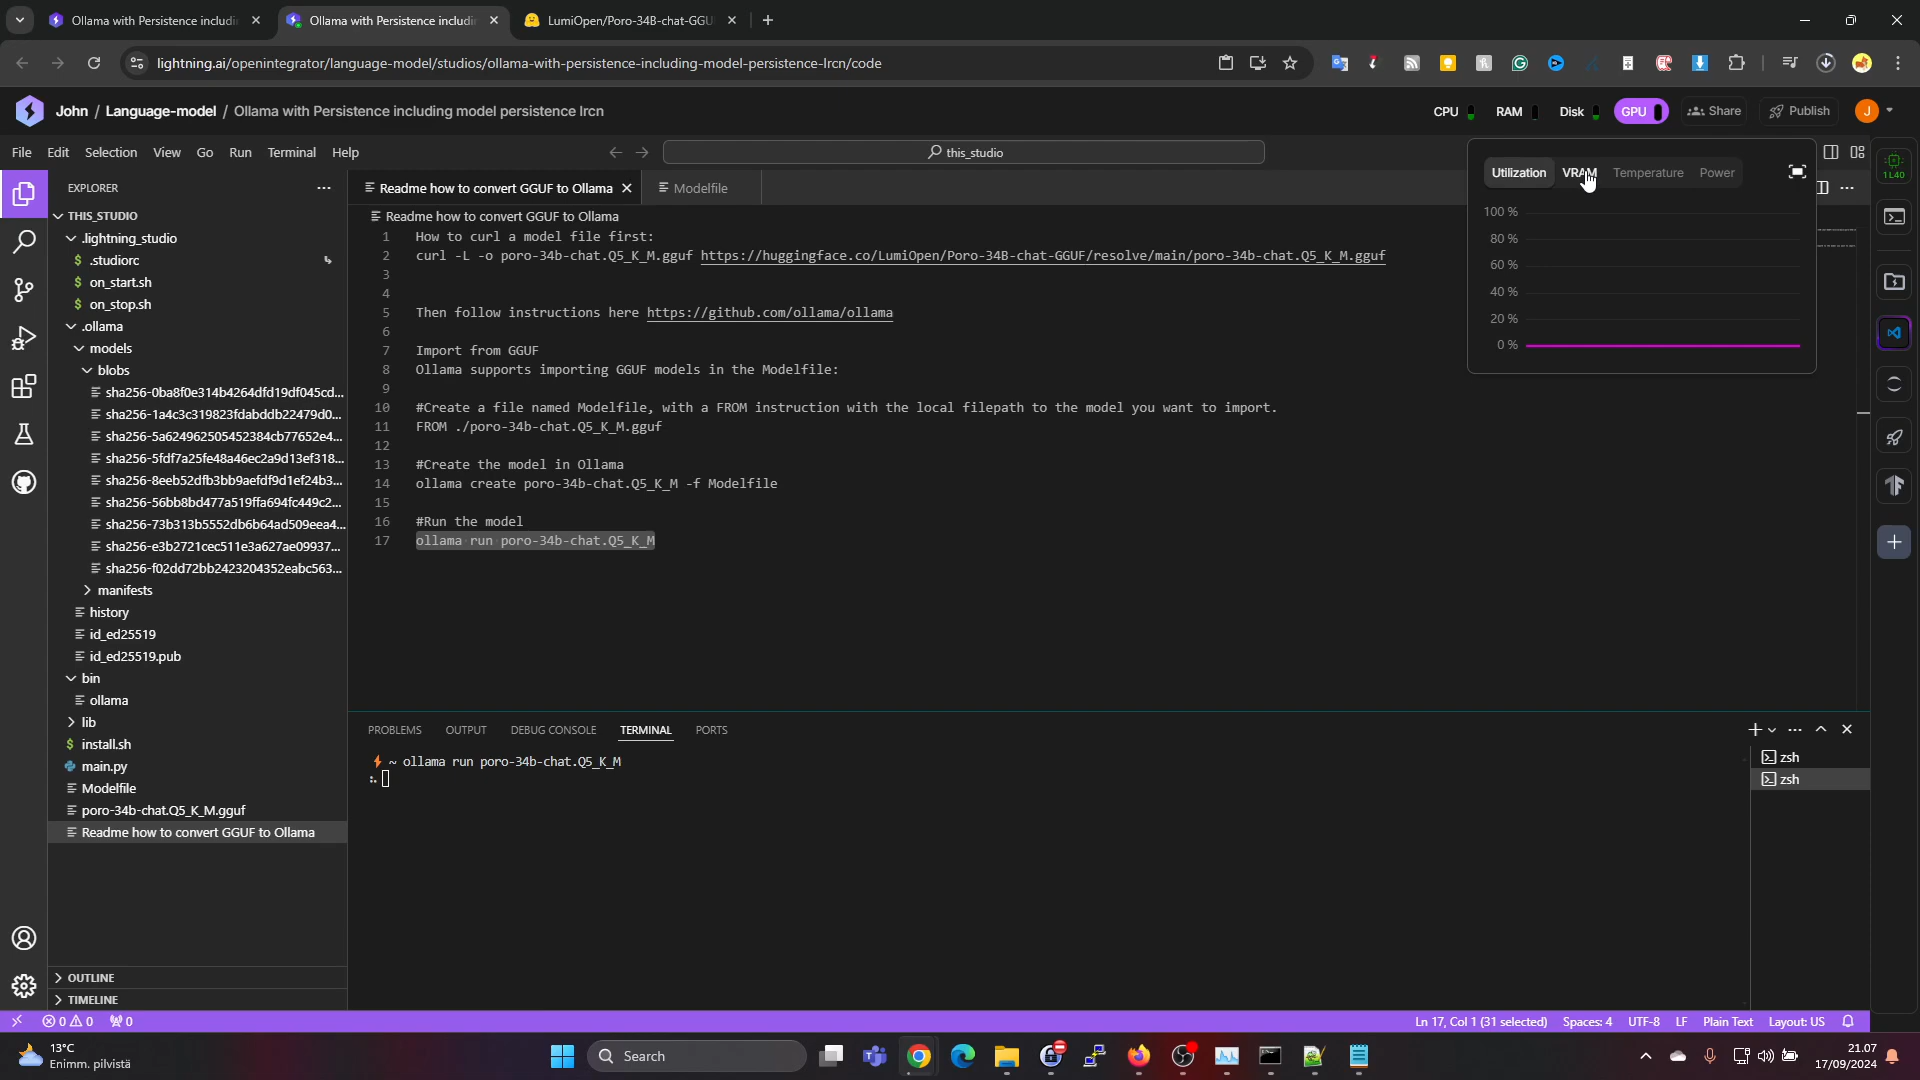 Ollama with Persistence includi
Ollama with Persistence includi
LumiOpen/Poro-34B-chat-GGU
lightning.ai/openintegrator/language-model/studios/ollama-with-persistence-including-model-persistence-lrcn/code
John / Language-model / Ollama with Persistence including model persistence lrcn
CPU
RAM
Disk
GPU
Share
Publish
J
File Edit Selection View Go Run Terminal Help
this_studio
EXPLORER
THIS_STUDIO
.lightning_studio
$ .studiorc
$ on_start.sh
$ on_stop.sh
.ollama
models
blobs
sha256-0ba8f0e314b4264dfd19df045cd...
sha256-1a4c3c319823fdabddb22479d0...
sha256-5a624962505452384cb77652e4...
sha256-5fdf7a25fe48a46ec2a9d13ef318...
sha256-8eeb52dfb3bb9aefdf9d1ef24b3...
sha256-56bb8bd477a519ffa694fc449c2...
sha256-73b313b5552db6b64ad509eea4...
sha256-e3b2721cec511e3a627ae09937...
sha256-f02dd72bb2423204352eabc563...
manifests
history
id_ed25519
id_ed25519.pub
bin
ollama
lib
$ install.sh
main.py
Modelfile
poro-34b-chat.Q5_K_M.gguf
Readme how to convert GGUF to Ollama
OUTLINE
TIMELINE
Readme how to convert GGUF to Ollama
Modelfile
Readme how to convert GGUF to Ollama
1 How to curl a model file first:
2 curl -L -o poro-34b-chat.Q5_K_M.gguf https://huggingface.co/LumiOpen/Poro-34B-chat-GGUF/resolve/main/poro-34b-chat.Q5_K_M.gguf
3
4
5 Then follow instructions here https://github.com/ollama/ollama
6
7 Import from GGUF
8 Ollama supports importing GGUF models in the Modelfile:
9
10 #Create a file named Modelfile, with a FROM instruction with the local filepath to the model you want to import.
11 FROM ./poro-34b-chat.Q5_K_M.gguf
12
13 #Create the model in Ollama
14 ollama create poro-34b-chat.Q5_K_M -f Modelfile
15
16 #Run the model
17 ollama run poro-34b-chat.Q5_K_M
Utilization VRAM Temperature Power
100 %
80 %
60 %
40 %
20 %
0 %
1 L40
PROBLEMS OUTPUT DEBUG CONSOLE TERMINAL PORTS
~ ollama run poro-34b-chat.Q5_K_M
zsh
zsh
0 0 0
Ln 17, Col 1 (31 selected) Spaces: 4 UTF-8 LF Plain Text Layout: US
13°C
Enimm. pilvistä
Search
21.07
17/09/2024